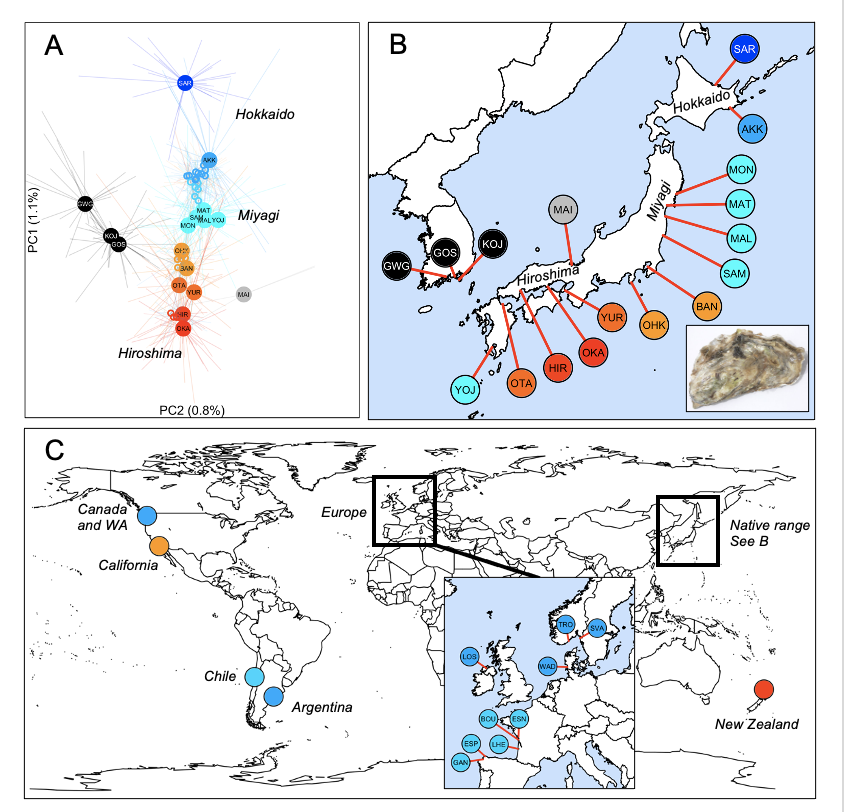 A
SAR
Hokkaido
AKK
GWG
MAT
SAM
MAL
YOJ
MON
Miyagi
KOJ
GOS
OHK
BAN
OTA
YUR
MAI
HIR
OKA
Hiroshima
PC1 (1.1%)
PC2 (0.8%)
B
SAR
Hokkaido
AKK
MON
MAT
MAL
SAM
Miyagi
MAI
GWG
GOS
KOJ
Hiroshima
BAN
OHK
YUR
OKA
HIR
OTA
YOJ
C
Canada
and WA
California
Europe
Native range
See B
Chile
Argentina
New Zealand
TRO
SVA
LOS
WAD
BOU
ESN
ESP
LHE
GAN